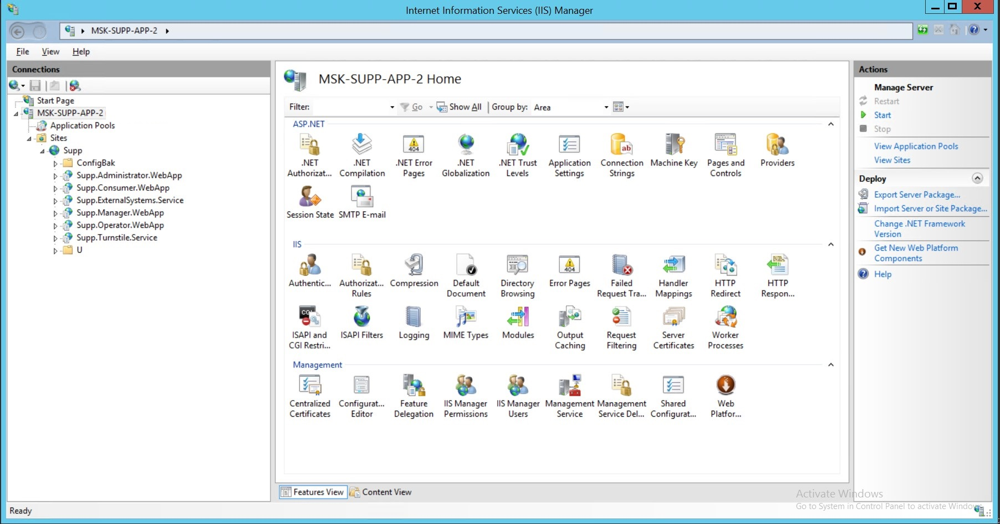 Internet Information Services (IIS) Manager
MSK-SUPP-APP-2
File View Help
Connections
Start Page
MSK-SUPP-APP-2
Application Pools
Sites
Supp
ConfigBak
Supp.Administrator.WebApp
Supp.Consumer.WebApp
Supp.ExternalSystems.Service
Supp.Manager.WebApp
Supp.Operator.WebApp
Supp.Turnstile.Service
U
MSK-SUPP-APP-2 Home
Filter: Go Show All Group by: Area
ASP.NET
.NET Authorizat...
.NET Compilation
.NET Error Pages
.NET Globalization
.NET Trust Levels
Application Settings
Connection Strings
Machine Key
Pages and Controls
Providers
Session State
SMTP E-mail
IIS
Authentic...
Authorizat... Rules
Compression
Default Document
Directory Browsing
Error Pages
Failed Request Tra...
Handler Mappings
HTTP Redirect
HTTP Respon...
ISAPI and CGI Restri...
ISAPI Filters
Logging
MIME Types
Modules
Output Caching
Request Filtering
Server Certificates
Worker Processes
Management
Centralized Certificates
Configurat... Editor
Feature Delegation
IIS Manager Permissions
IIS Manager Users
Management Service
Management Service Del...
Shared Configurat...
Web Platfor...
Features View Content View
Actions
Manage Server
Restart
Start
Stop
View Application Pools
View Sites
Deploy
Export Server Package...
Import Server or Site Package...
Change .NET Framework
Version
Get New Web Platform
Components
Help
Activate Windows
Go to System in Control Panel to activate Windows.
Ready